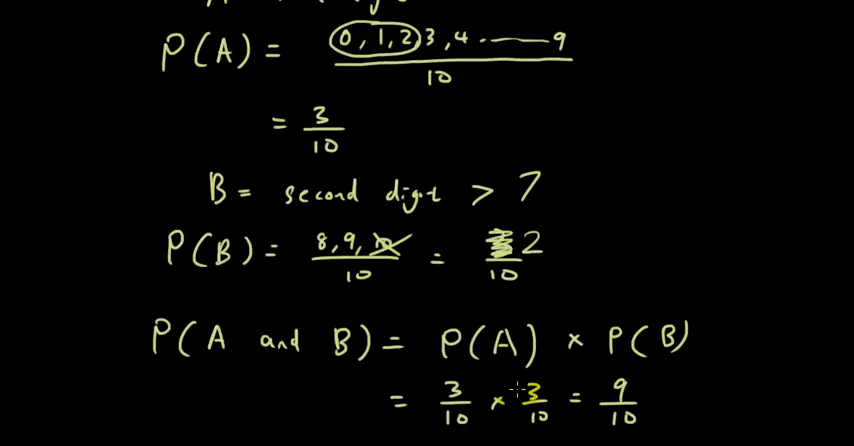 P(A) = 0, 1, 2, 3, 4 ... 9 / 10
= 3/10
B = second digit > 7
P(B) = 8, 9, / 10 = 2/10
P(A and B) = P(A) × P(B)
= 3/10 × 3/10 = 9/10